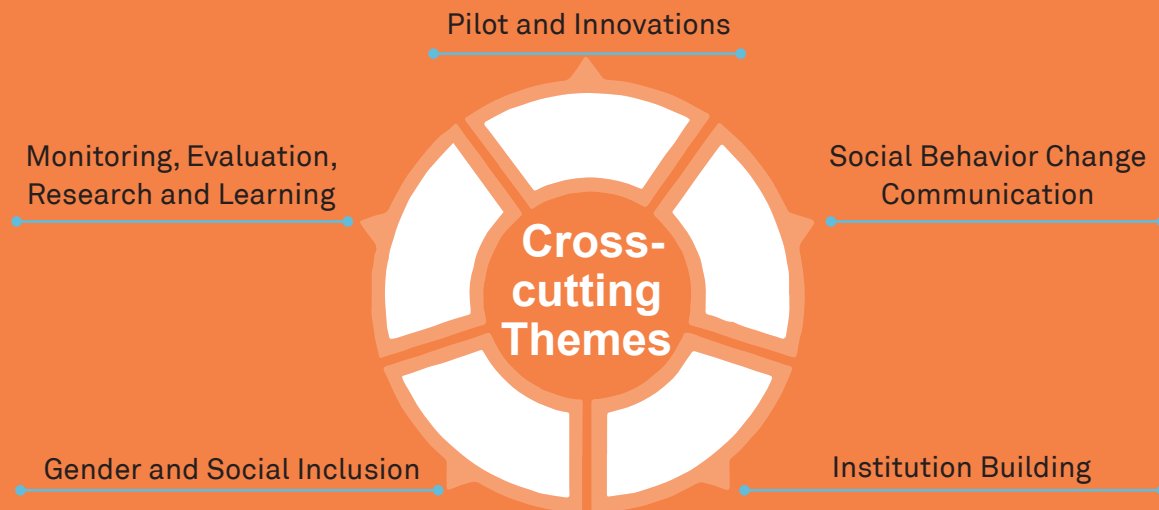 Pilot and Innovations
Monitoring, Evaluation,
Research and Learning
Social Behavior Change
Communication
Cross-
cutting
Themes
Gender and Social Inclusion
Institution Building